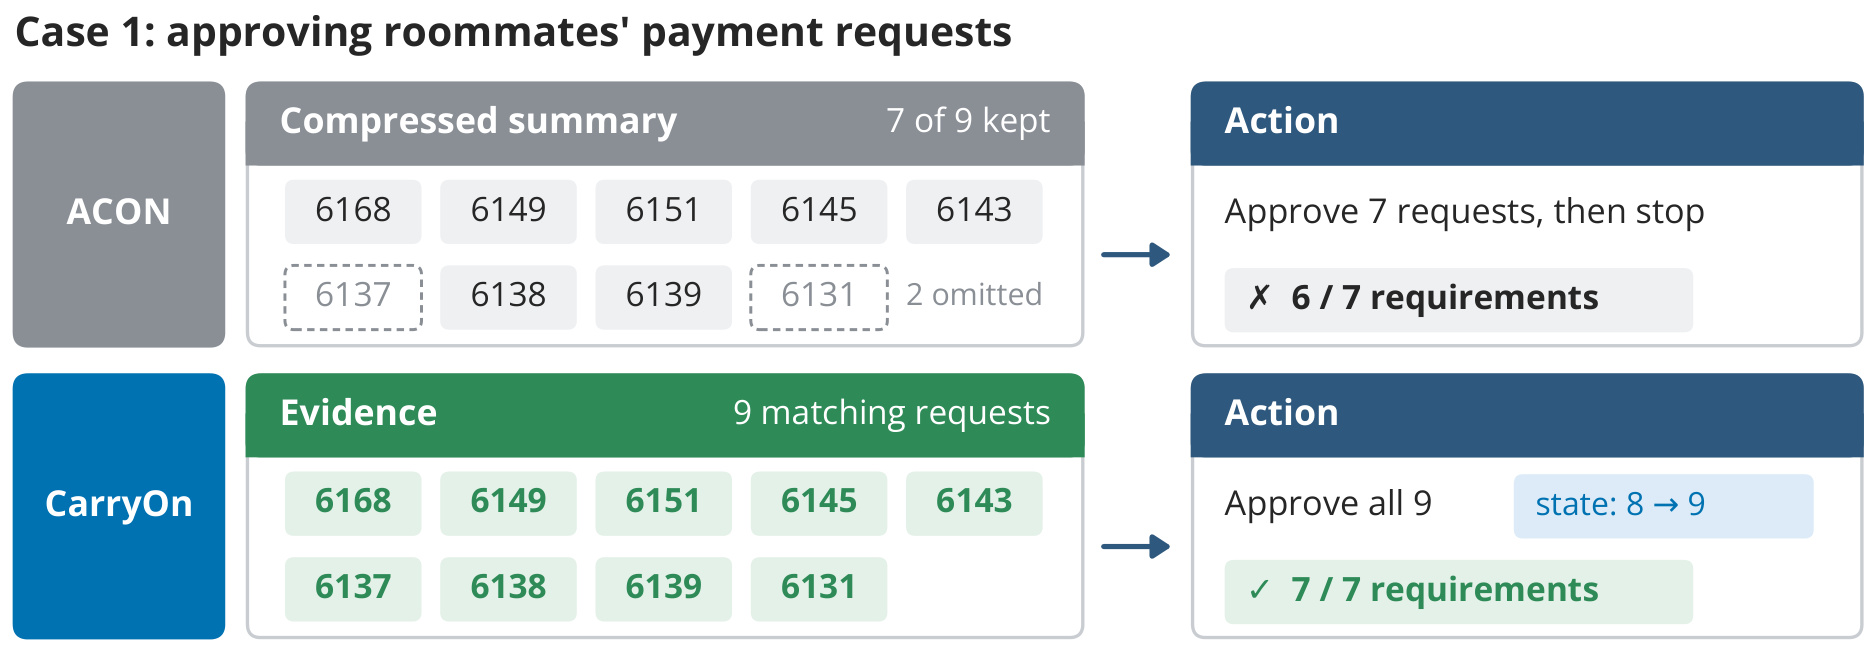 Case 1: approving roommates' payment requests
ACON
Compressed summary 7 of 9 kept
6168 6149 6151 6145 6143
6137 6138 6139 6131 2 omitted
Action
Approve 7 requests, then stop
✗ 6 / 7 requirements
CarryOn
Evidence 9 matching requests
6168 6149 6151 6145 6143
6137 6138 6139 6131
Action
Approve all 9 state: 8 → 9
✓ 7 / 7 requirements